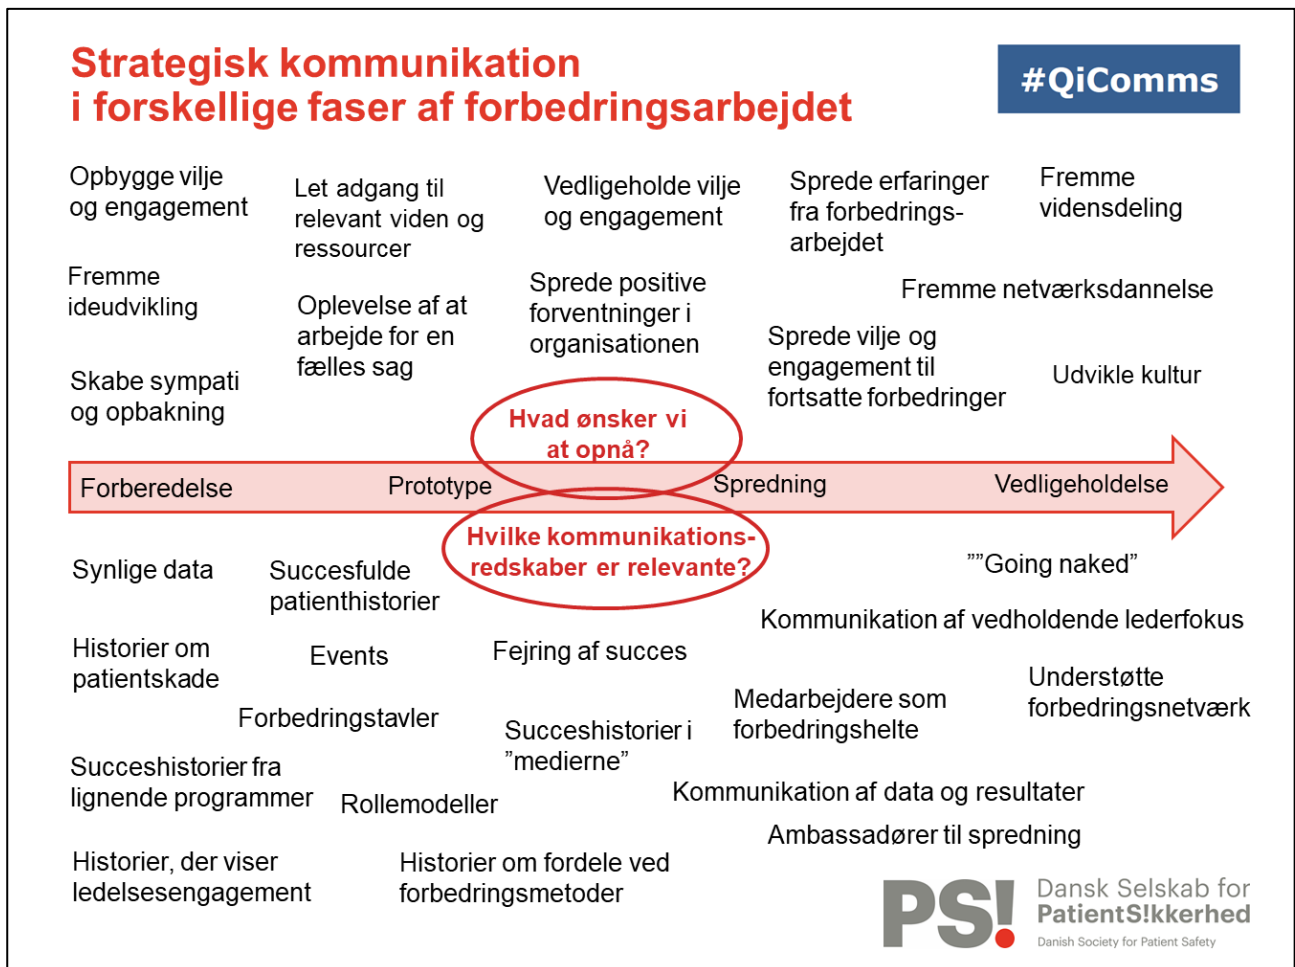 Strategisk kommunikation
i forskellige faser af forbedringsarbejdet
#QiComms
Opbygge vilje
og engagement
Let adgang til
relevant viden og
ressourcer
Vedligeholde vilje
og engagement
Sprede erfaringer
fra forbedrings-
arbejdet
Fremme
vidensdeling
Fremme
ideudvikling
Oplevelse af at
arbejde for en
fælles sag
Sprede positive
forventninger i
organisationen
Fremme netværksdannelse
Sprede vilje og
engagement til
fortsatte forbedringer
Skabe sympati
og opbakning
Udvikle kultur
Hvad ønsker vi
at opnå?
Forberedelse
Prototype
Spredning
Vedligeholdelse
Hvilke kommunikations-
redskaber er relevante?
Synlige data
Succesfulde
patienthistorier
””Going naked”
Kommunikation af vedholdende lederfokus
Historier om
patientskade
Events
Fejring af succes
Understøtte
forbedringsnetværk
Forbedringstavler
Succeshistorier i
”medierne”
Medarbejdere som
forbedringshelte
Succeshistorier fra
lignende programmer
Rollemodeller
Kommunikation af data og resultater
Ambassadører til spredning
Historier, der viser
ledelsesengagement
Historier om fordele ved
forbedringsmetoder
PS!
Dansk Selskab for
PatientS!kkerhed
Danish Society for Patient Safety